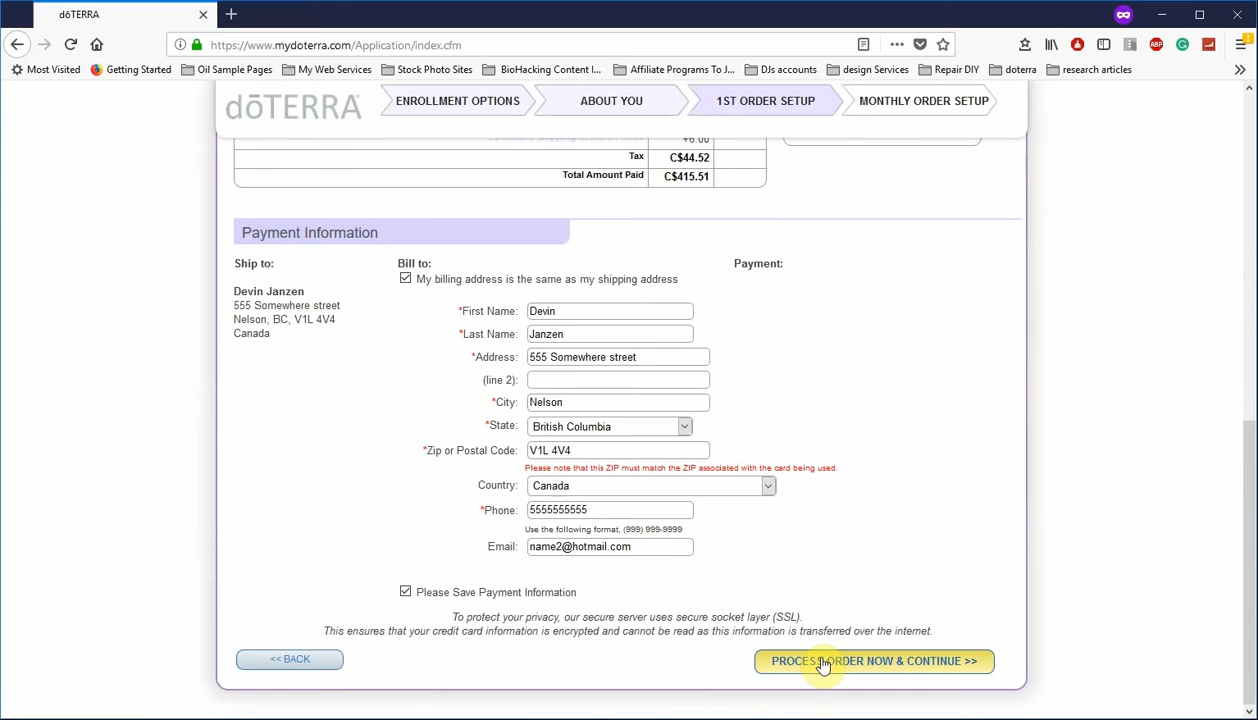 dōTERRA
https://www.mydoterra.com/Application/index.cfm
Most Visited Getting Started Oil Sample Pages My Web Services Stock Photo Sites BioHacking Content I... Affiliate Programs To J... DJs accounts design Services Repair DIY doterra research articles
dōTERRA ENROLLMENT OPTIONS ABOUT YOU 1ST ORDER SETUP MONTHLY ORDER SETUP
+6.00
Tax C$44.52
Total Amount Paid C$415.51
Payment Information
Ship to: Bill to: Payment:
My billing address is the same as my shipping address
Devin Janzen
555 Somewhere street
Nelson, BC, V1L 4V4
Canada
*First Name: Devin
*Last Name: Janzen
*Address: 555 Somewhere street
(line 2):
*City: Nelson
*State: British Columbia
*Zip or Postal Code: V1L 4V4
Please note that this ZIP must match the ZIP associated with the card being used.
Country: Canada
*Phone: 5555555555
Use the following format, (999) 999-9999
Email: name2@hotmail.com
Please Save Payment Information
To protect your privacy, our secure server uses secure socket layer (SSL).
This ensures that your credit card information is encrypted and cannot be read as this information is transferred over the internet.
<< BACK PROCESS ORDER NOW & CONTINUE >>